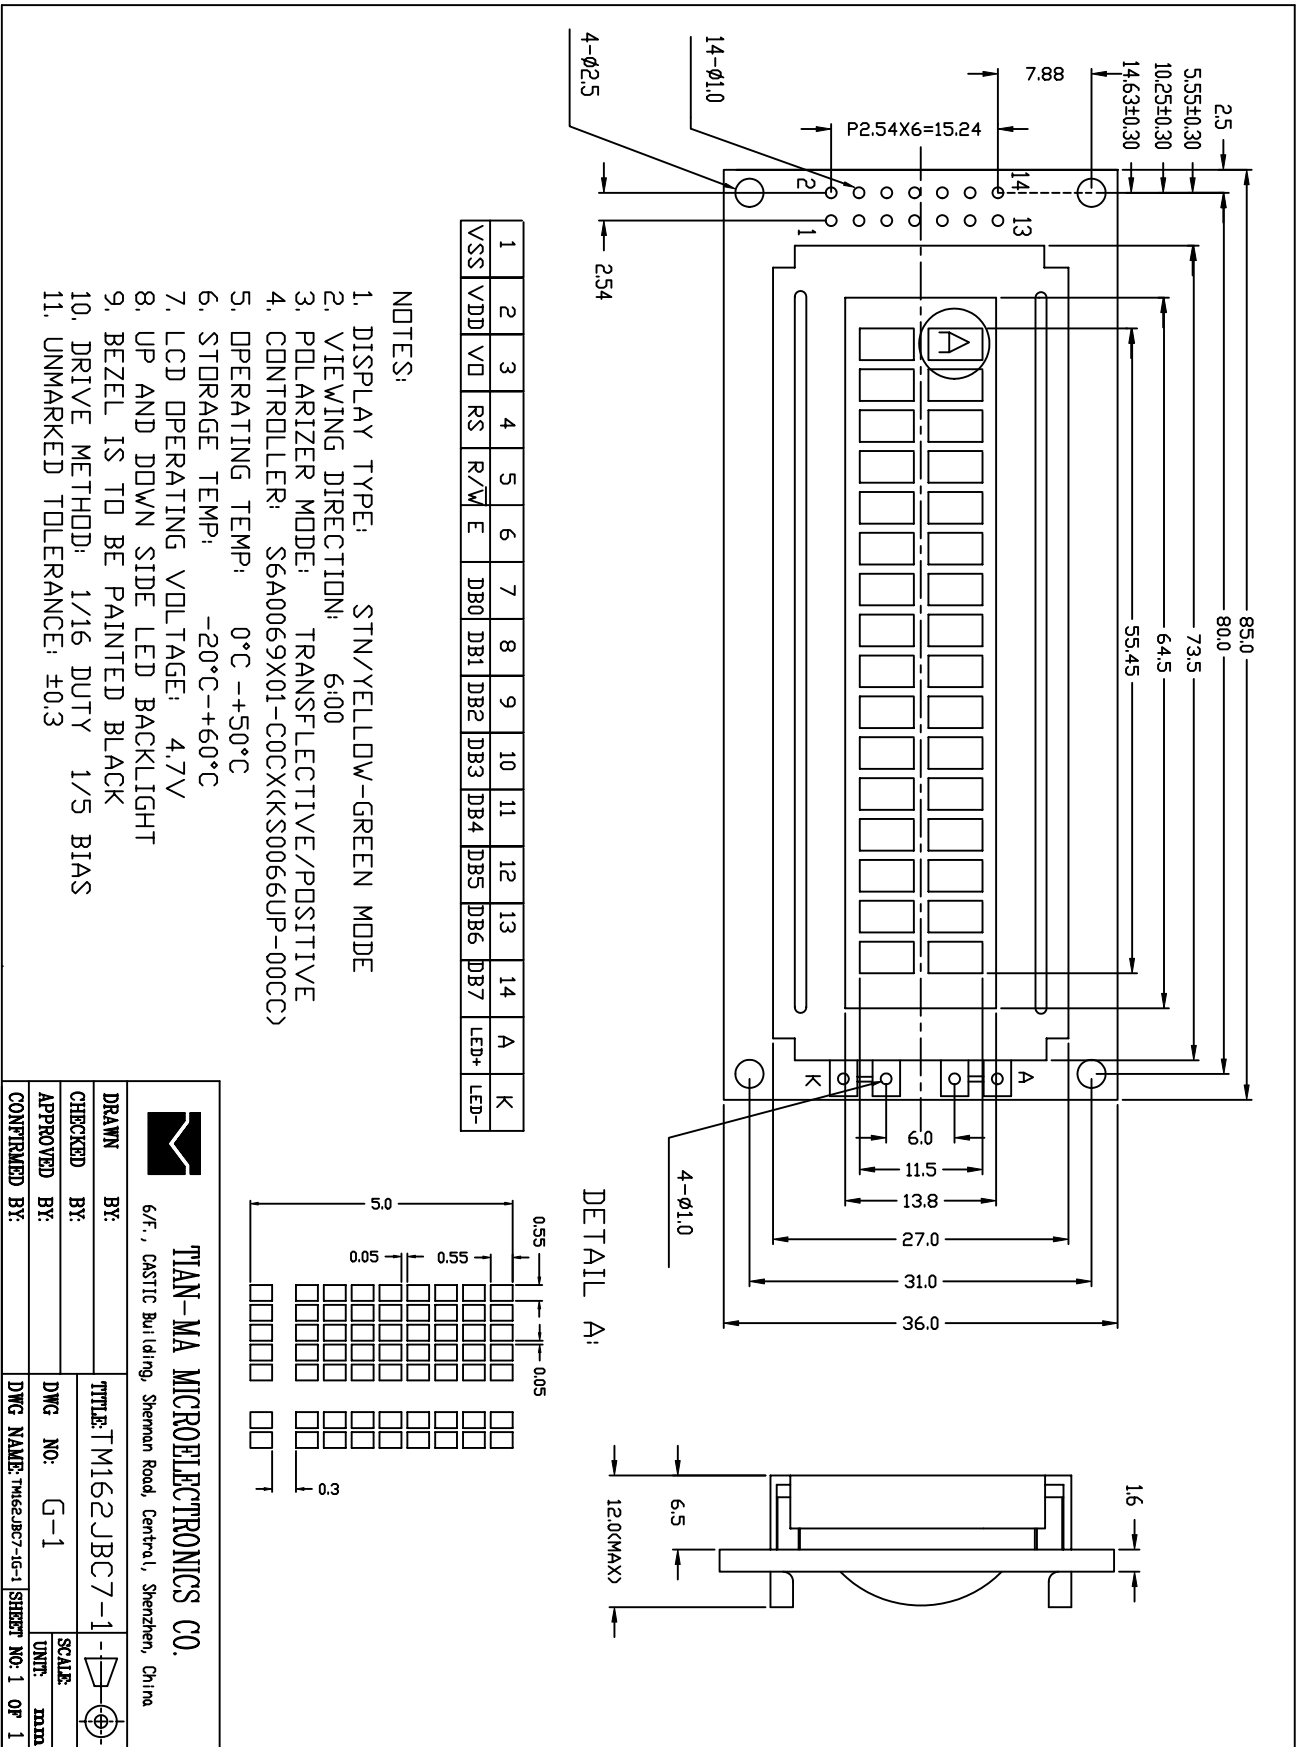 85.0
80.0
73.5
64.5
55.45
2.5
5.55±0.30
10.25±0.30
14.63±0.30
7.88
P2.54X6=15.24
14-ø1.0
4-ø2.5
2.54
14
13
2
1
A
A
K
6.0
11.5
13.8
27.0
31.0
36.0
4-ø1.0
1.6
6.5
12.0(MAX)
1 2 3 4 5 6 7 8 9 10 11 12 13 14 A K
VSS VDD VO RS R/W̅ E DB0 DB1 DB2 DB3 DB4 DB5 DB6 DB7 LED+ LED-
DETAIL A:
0.55
0.05
5.0
0.05
0.55
0.3
NOTES:
1. DISPLAY TYPE: STN/YELLOW-GREEN MODE
2. VIEWING DIRECTION: 6:00
3. POLARIZER MODE: TRANSFLECTIVE/POSITIVE
4. CONTROLLER: S6A0069X01-C0CX(KS0066UP-00CC)
5. OPERATING TEMP: 0°C -+50°C
6. STORAGE TEMP: -20°C-+60°C
7. LCD OPERATING VOLTAGE: 4.7V
8. UP AND DOWN SIDE LED BACKLIGHT
9. BEZEL IS TO BE PAINTED BLACK
10. DRIVE METHOD: 1/16 DUTY 1/5 BIAS
11. UNMARKED TOLERANCE: ±0.3
TIAN-MA MICROELECTRONICS CO.
6/F., CASTIC Building, Shennan Road, Central, Shenzhen, China
DRAWN BY:
CHECKED BY:
APPROVED BY:
CONFIRMED BY:
TITLE:TM162JBC7-1
DWG NO: G-1
SCALE:
UNIT: mm
DWG NAME: TM162JBC7-1G-1
SHEET NO: 1 OF 1